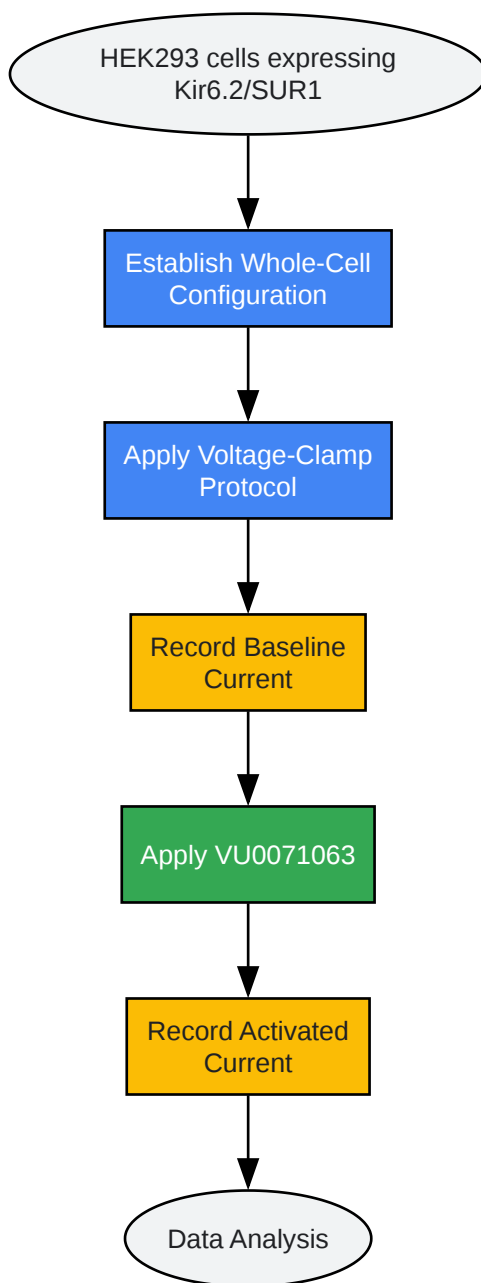 HEK293 cells expressing
Kir6.2/SUR1
Establish Whole-Cell
Configuration
Apply Voltage-Clamp
Protocol
Record Baseline
Current
Apply VU0071063
Record Activated
Current
Data Analysis